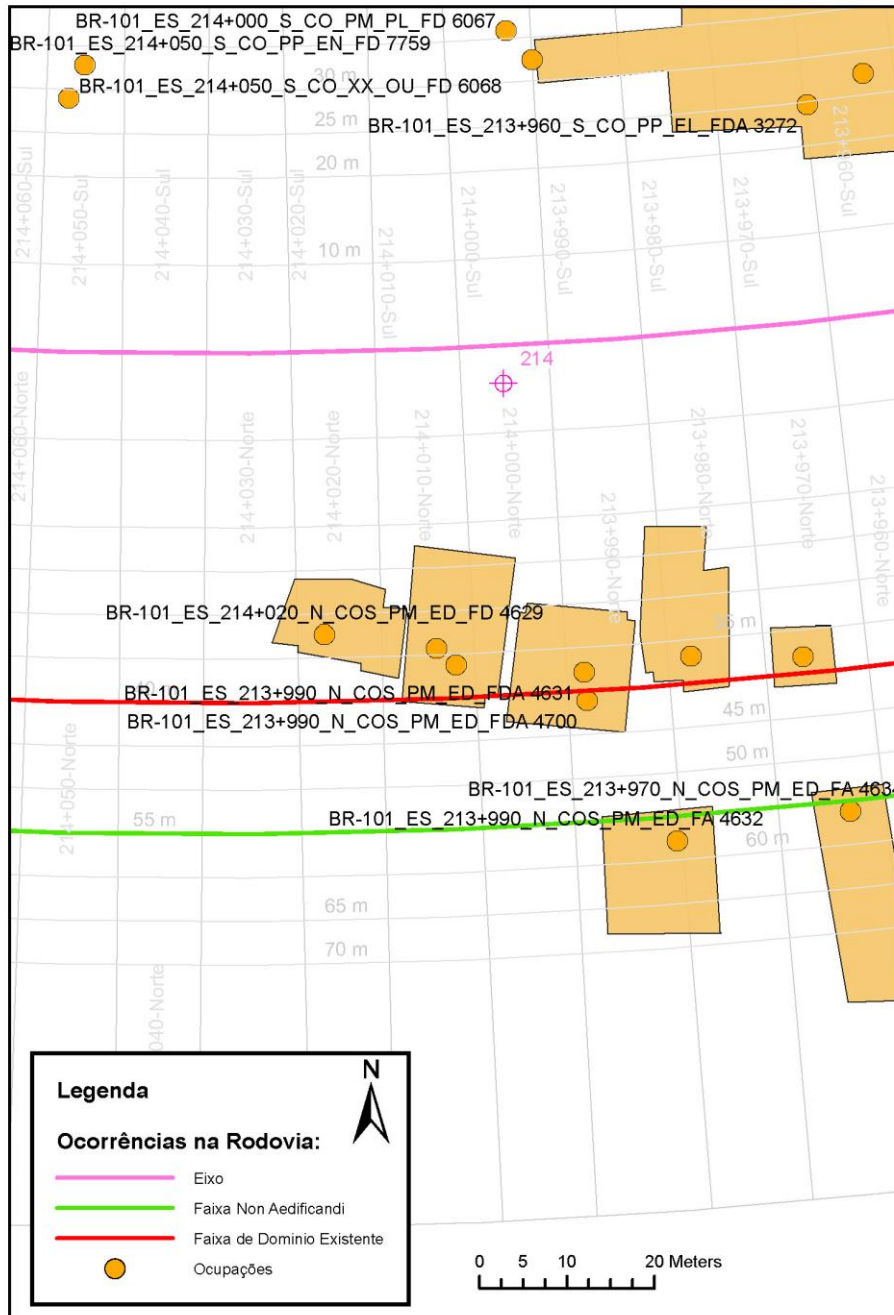 BR-101_ES_214+000_S_CO_PM_PL_FD 6067
BR-101_ES_214+050_S_CO_PP_EN_FD 7759
30 m
BR-101_ES_214+050_S_CO_XX_OU_FD 6068
25 m
BR-101_ES_213+960_S_CO_PP_EL_FDA 3272
20 m
10 m
214+060-Sul
214+050-Sul
214+040-Sul
214+030-Sul
214+020-Sul
214+010-Sul
214+000-Sul
213+990-Sul
213+980-Sul
213+970-Sul
213+960-Sul
214
214+060-Norte
214+030-Norte
214+020-Norte
214+010-Norte
214+000-Norte
213+990-Norte
213+980-Norte
213+970-Norte
213+960-Norte
BR-101_ES_214+020_N_COS_PM_ED_FD 4629
BR-101_ES_213+990_N_COS_PM_ED_FDA 4631
BR-101_ES_213+990_N_COS_PM_ED_FDA 4700
45 m
50 m
BR-101_ES_213+970_N_COS_PM_ED_FA 4634
55 m
BR-101_ES_213+990_N_COS_PM_ED_FA 4632
60 m
214+050-Norte
65 m
70 m
040-Norte
Legenda
N
Ocorrências na Rodovia:
Eixo
Faixa Non Aedificandi
Faixa de Dominio Existente
Ocupações
0 5 10 20 Meters